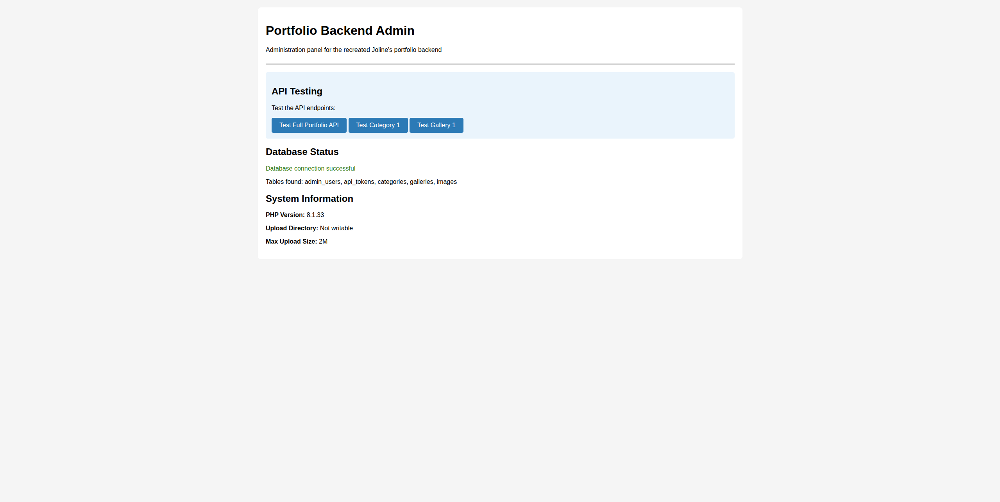 Portfolio Backend Admin
Administration panel for the recreated Joline's portfolio backend
API Testing
Test the API endpoints:
Test Full Portfolio API Test Category 1 Test Gallery 1
Database Status
Database connection successful
Tables found: admin_users, api_tokens, categories, galleries, images
System Information
PHP Version: 8.1.33
Upload Directory: Not writable
Max Upload Size: 2M